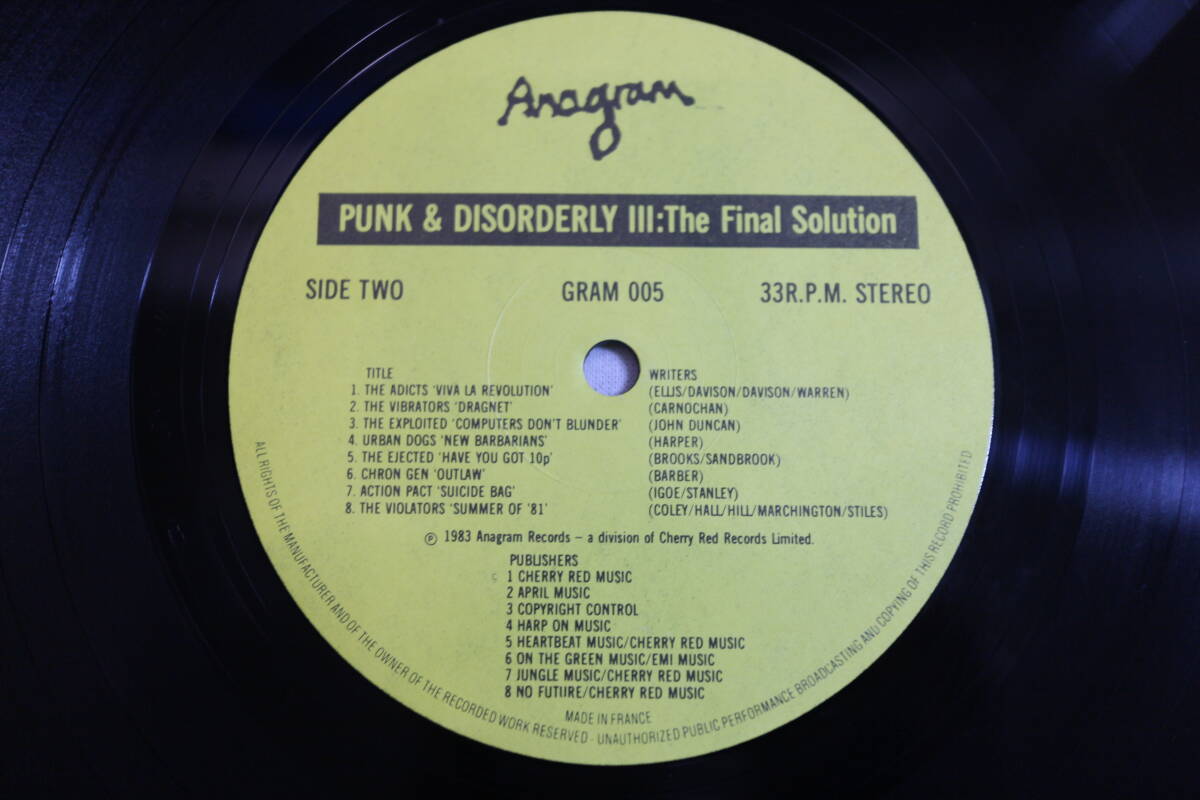 Anagram
PUNK & DISORDERLY III:The Final Solution
SIDE TWO GRAM 005 33R.P.M. STEREO
TITLE WRITERS
1. THE ADICTS 'VIVA LA REVOLUTION' (ELLIS/DAVISON/DAVISON/WARREN)
2. THE VIBRATORS 'DRAGNET' (CARNOCHAN)
3. THE EXPLOITED 'COMPUTERS DON'T BLUNDER' (JOHN DUNCAN)
4. URBAN DOGS 'NEW BARBARIANS' (HARPER)
5. THE EJECTED 'HAVE YOU GOT 10p' (BROOKS/SANDBROOK)
6. CHRON GEN 'OUTLAW' (BARBER)
7. ACTION PACT 'SUICIDE BAG' (IGOE/STANLEY)
8. THE VIOLATORS 'SUMMER OF '81' (COLEY/HALL/HILL/MARCHINGTON/STILES)
℗ 1983 Anagram Records – a division of Cherry Red Records Limited.
PUBLISHERS
1 CHERRY RED MUSIC
2 APRIL MUSIC
3 COPYRIGHT CONTROL
4 HARP ON MUSIC
5 HEARTBEAT MUSIC/CHERRY RED MUSIC
6 ON THE GREEN MUSIC/EMI MUSIC
7 JUNGLE MUSIC/CHERRY RED MUSIC
8 NO FUTURE/CHERRY RED MUSIC
MADE IN FRANCE
ALL RIGHTS OF THE MANUFACTURER AND OF THE OWNER OF THE RECORDED WORK RESERVED - UNAUTHORIZED PUBLIC PERFORMANCE BROADCASTING AND COPYING OF THIS RECORD PROHIBITED